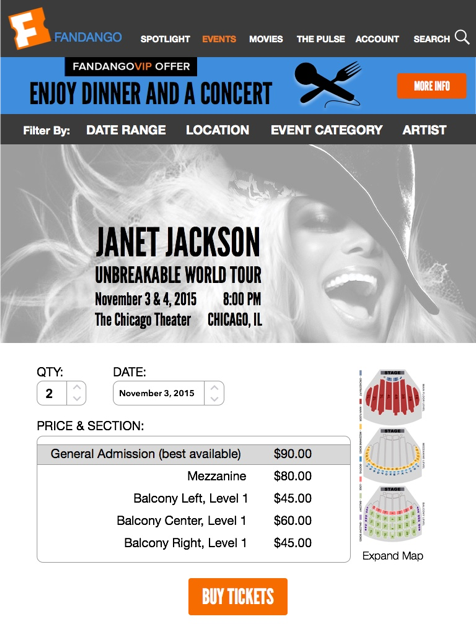 FANDANGO
SPOTLIGHT EVENTS MOVIES THE PULSE ACCOUNT SEARCH
FANDANGOVIP OFFER
ENJOY DINNER AND A CONCERT
MORE INFO
Filter By: DATE RANGE LOCATION EVENT CATEGORY ARTIST
JANET JACKSON
UNBREAKABLE WORLD TOUR
November 3 & 4, 2015 8:00 PM
The Chicago Theater CHICAGO, IL
QTY: DATE:
2 November 3, 2015
PRICE & SECTION:
General Admission (best available) $90.00
Mezzanine $80.00
Balcony Left, Level 1 $45.00
Balcony Center, Level 1 $60.00
Balcony Right, Level 1 $45.00
STAGE
STAGE
STAGE
Expand Map
BUY TICKETS